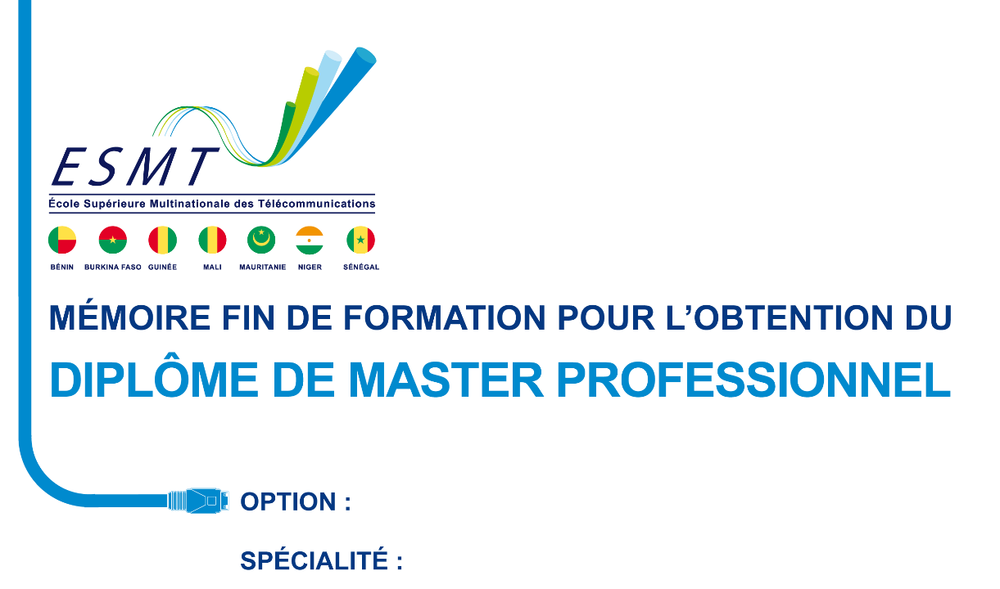 ESMT
École Supérieure Multinationale des Télécommunications
BÉNIN BURKINA FASO GUINÉE MALI MAURITANIE NIGER SÉNÉGAL
MÉMOIRE FIN DE FORMATION POUR L’OBTENTION DU
DIPLÔME DE MASTER PROFESSIONNEL
OPTION :
SPÉCIALITÉ :